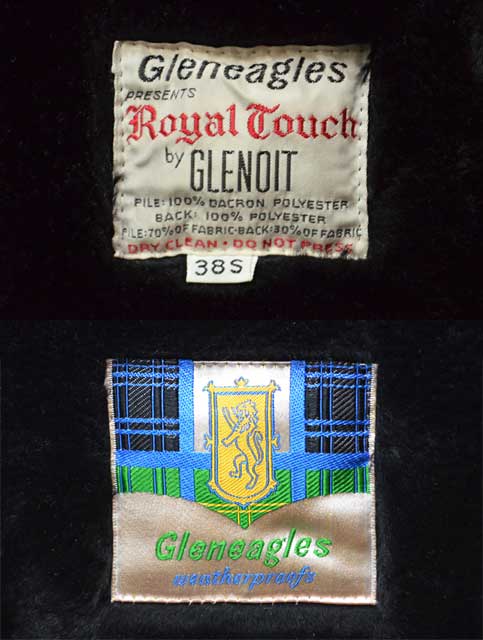 Gleneagles
PRESENTS
Royal Touch
by GLENOIT
PILE: 100% DACRON POLYESTER
BACK: 100% POLYESTER
PILE: 70% OF FABRIC·BACK: 30% OF FABRIC
DRY CLEAN · DO NOT PRESS
38S
Gleneagles
weatherproofs